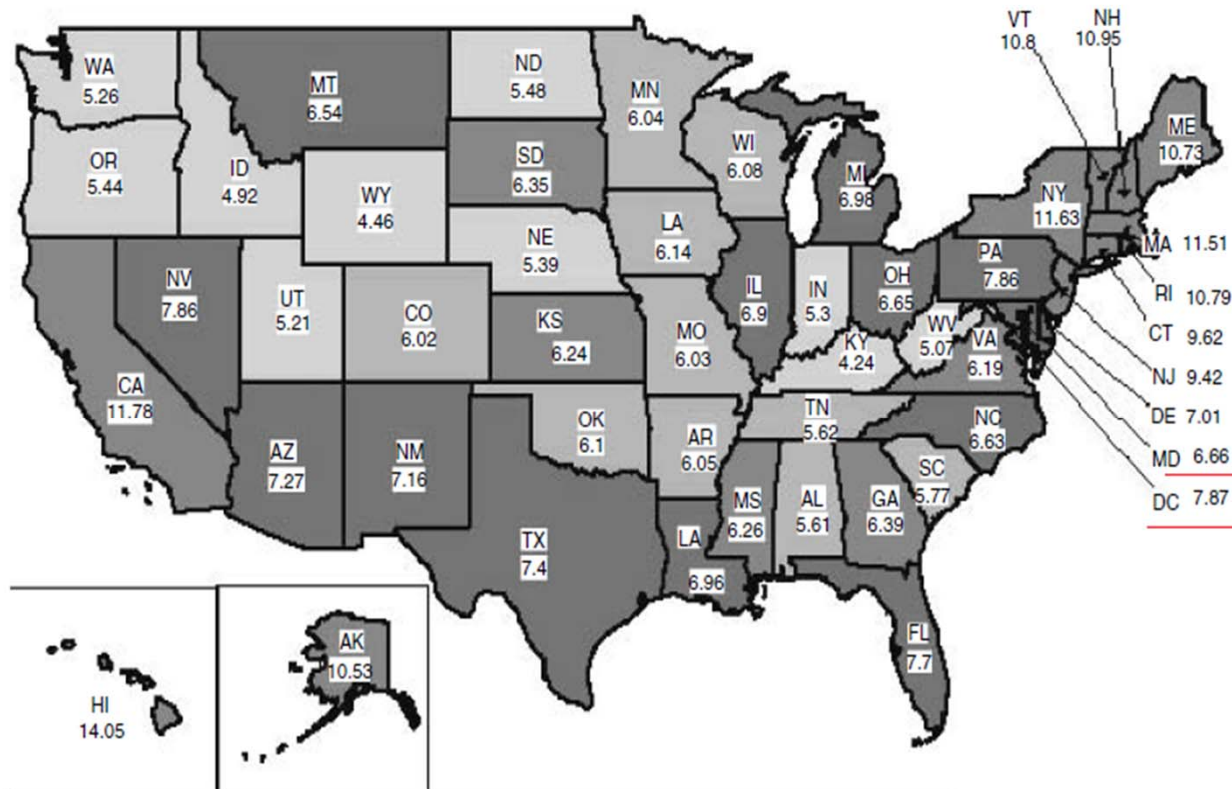 VT
10.8
NH
10.95
WA
5.26
MT
6.54
ND
5.48
MN
6.04
ME
10.73
OR
5.44
ID
4.92
SD
6.35
WI
6.08
MI
6.98
NY
11.63
WY
4.46
LA
6.14
MA 11.51
NE
5.39
PA
7.86
NV
7.86
UT
5.21
CO
6.02
IL
6.9
IN
5.3
OH
6.65
RI 10.79
KS
6.24
MO
6.03
WV
5.07
KY
4.24
VA
6.19
CT 9.62
CA
11.78
NJ 9.42
TN
5.62
NC
6.63
DE 7.01
OK
6.1
AR
6.05
AZ
7.27
NM
7.16
MD 6.66
SC
5.77
MS
6.26
AL
5.61
GA
6.39
DC 7.87
TX
7.4
LA
6.96
FL
7.7
AK
10.53
HI
14.05